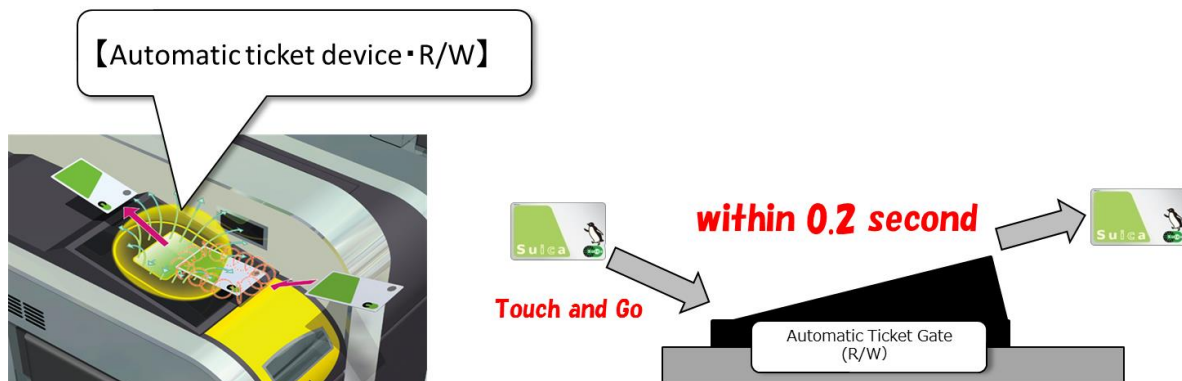 【Automatic ticket device・R/W】
within 0.2 second
Suica
Suica
Touch and Go
Automatic Ticket Gate
(R/W)